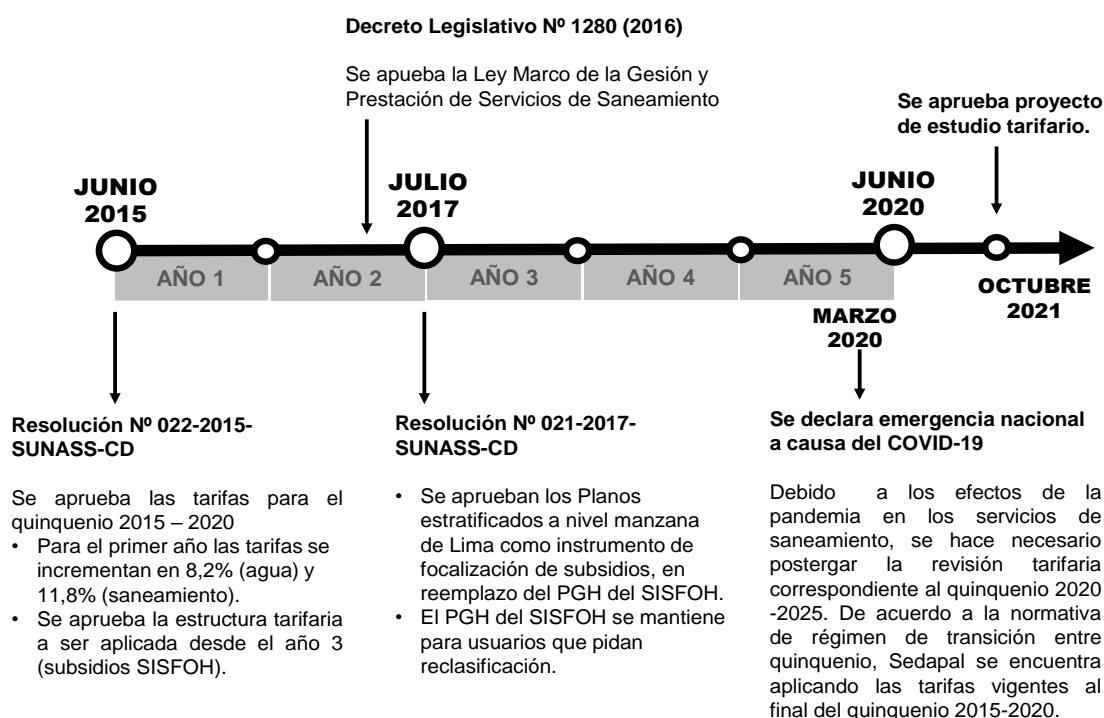 Decreto Legislativo Nº 1280 (2016)
Se apueba la Ley Marco de la Gesión y
Prestación de Servicios de Saneamiento
Se aprueba proyecto
de estudio tarifario.
JUNIO
2015
JULIO
2017
JUNIO
2020
AÑO 1
AÑO 2
AÑO 3
AÑO 4
AÑO 5
OCTUBRE
2021
MARZO
2020
Resolución Nº 022-2015-
SUNASS-CD
Se aprueba las tarifas para el
quinquenio 2015 – 2020
• Para el primer año las tarifas se
incrementan en 8,2% (agua) y
11,8% (saneamiento).
• Se aprueba la estructura tarifaria
a ser aplicada desde el año 3
(subsidios SISFOH).
Resolución Nº 021-2017-
SUNASS-CD
• Se aprueban los Planos
estratificados a nivel manzana
de Lima como instrumento de
focalización de subsidios, en
reemplazo del PGH del SISFOH.
• El PGH del SISFOH se mantiene
para usuarios que pidan
reclasificación.
Se declara emergencia nacional
a causa del COVID-19
Debido a los efectos de la
pandemia en los servicios de
saneamiento, se hace necesario
postergar la revisión tarifaria
correspondiente al quinquenio 2020
-2025. De acuerdo a la normativa
de régimen de transición entre
quinquenio, Sedapal se encuentra
aplicando las tarifas vigentes al
final del quinquenio 2015-2020.